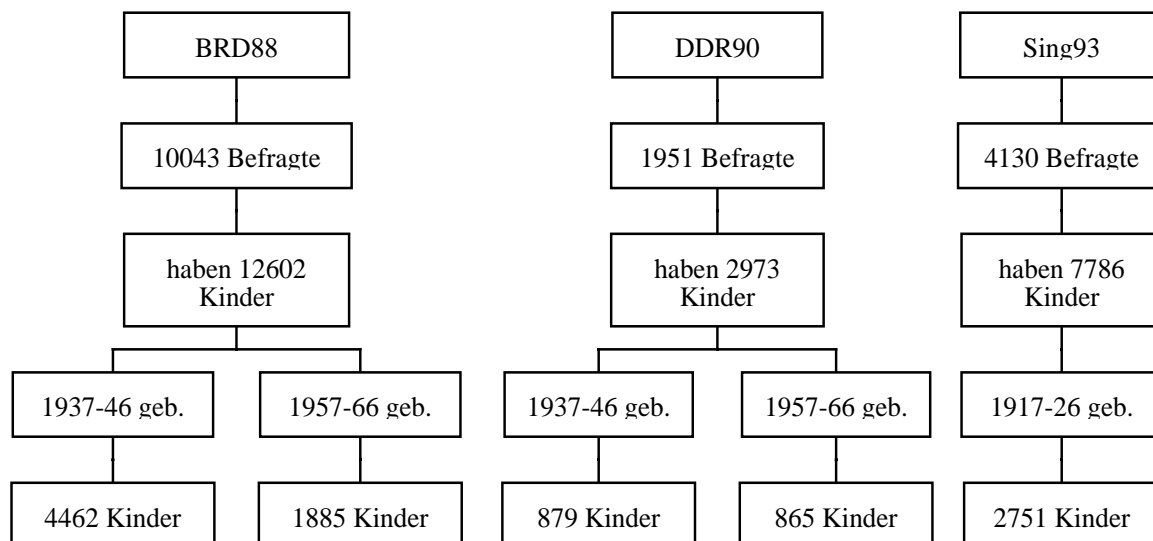 BRD88
DDR90
Sing93
10043 Befragte
1951 Befragte
4130 Befragte
haben 12602
Kinder
haben 2973
Kinder
haben 7786
Kinder
1937-46 geb.
1957-66 geb.
1937-46 geb.
1957-66 geb.
1917-26 geb.
4462 Kinder
1885 Kinder
879 Kinder
865 Kinder
2751 Kinder